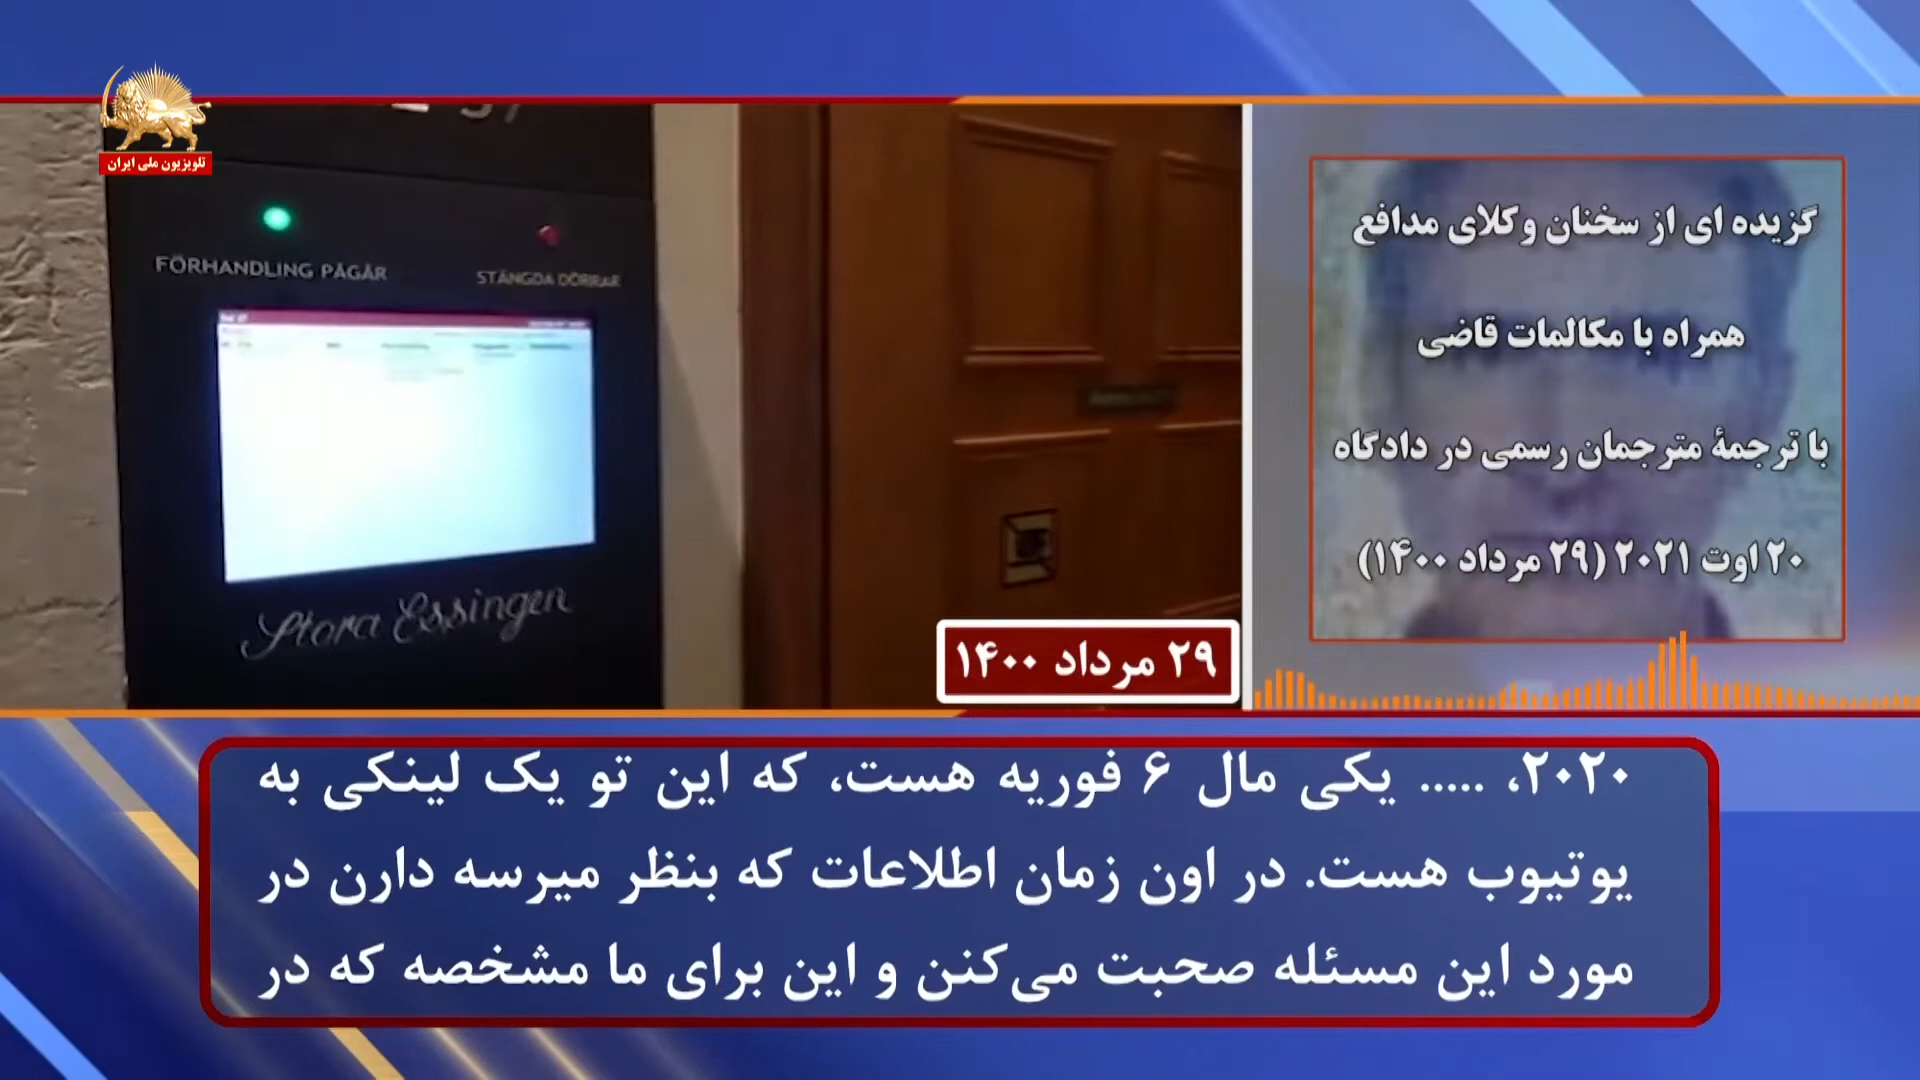 تلویزیون ملی ایران
FÖRHANDLING PÅGÅR
STÄNGDA DÖRRAR
Stora Essingen
۲۹ مرداد ۱۴۰۰
گزیده ای از سخنان وکلای مدافع
همراه با مکالمات قاضی
با ترجمهٔ مترجمان رسمی در دادگاه
۲۰ اوت ۲۰۲۱ (۲۹ مرداد ۱۴۰۰)
۲۰۲۰، ..... یکی مال ۶ فوریه هست، که این تو یک لینکی به
یوتیوب هست. در اون زمان اطلاعات که بنظر میرسه دارن در
مورد این مسئله صحبت می‌کنن و این برای ما مشخصه که در